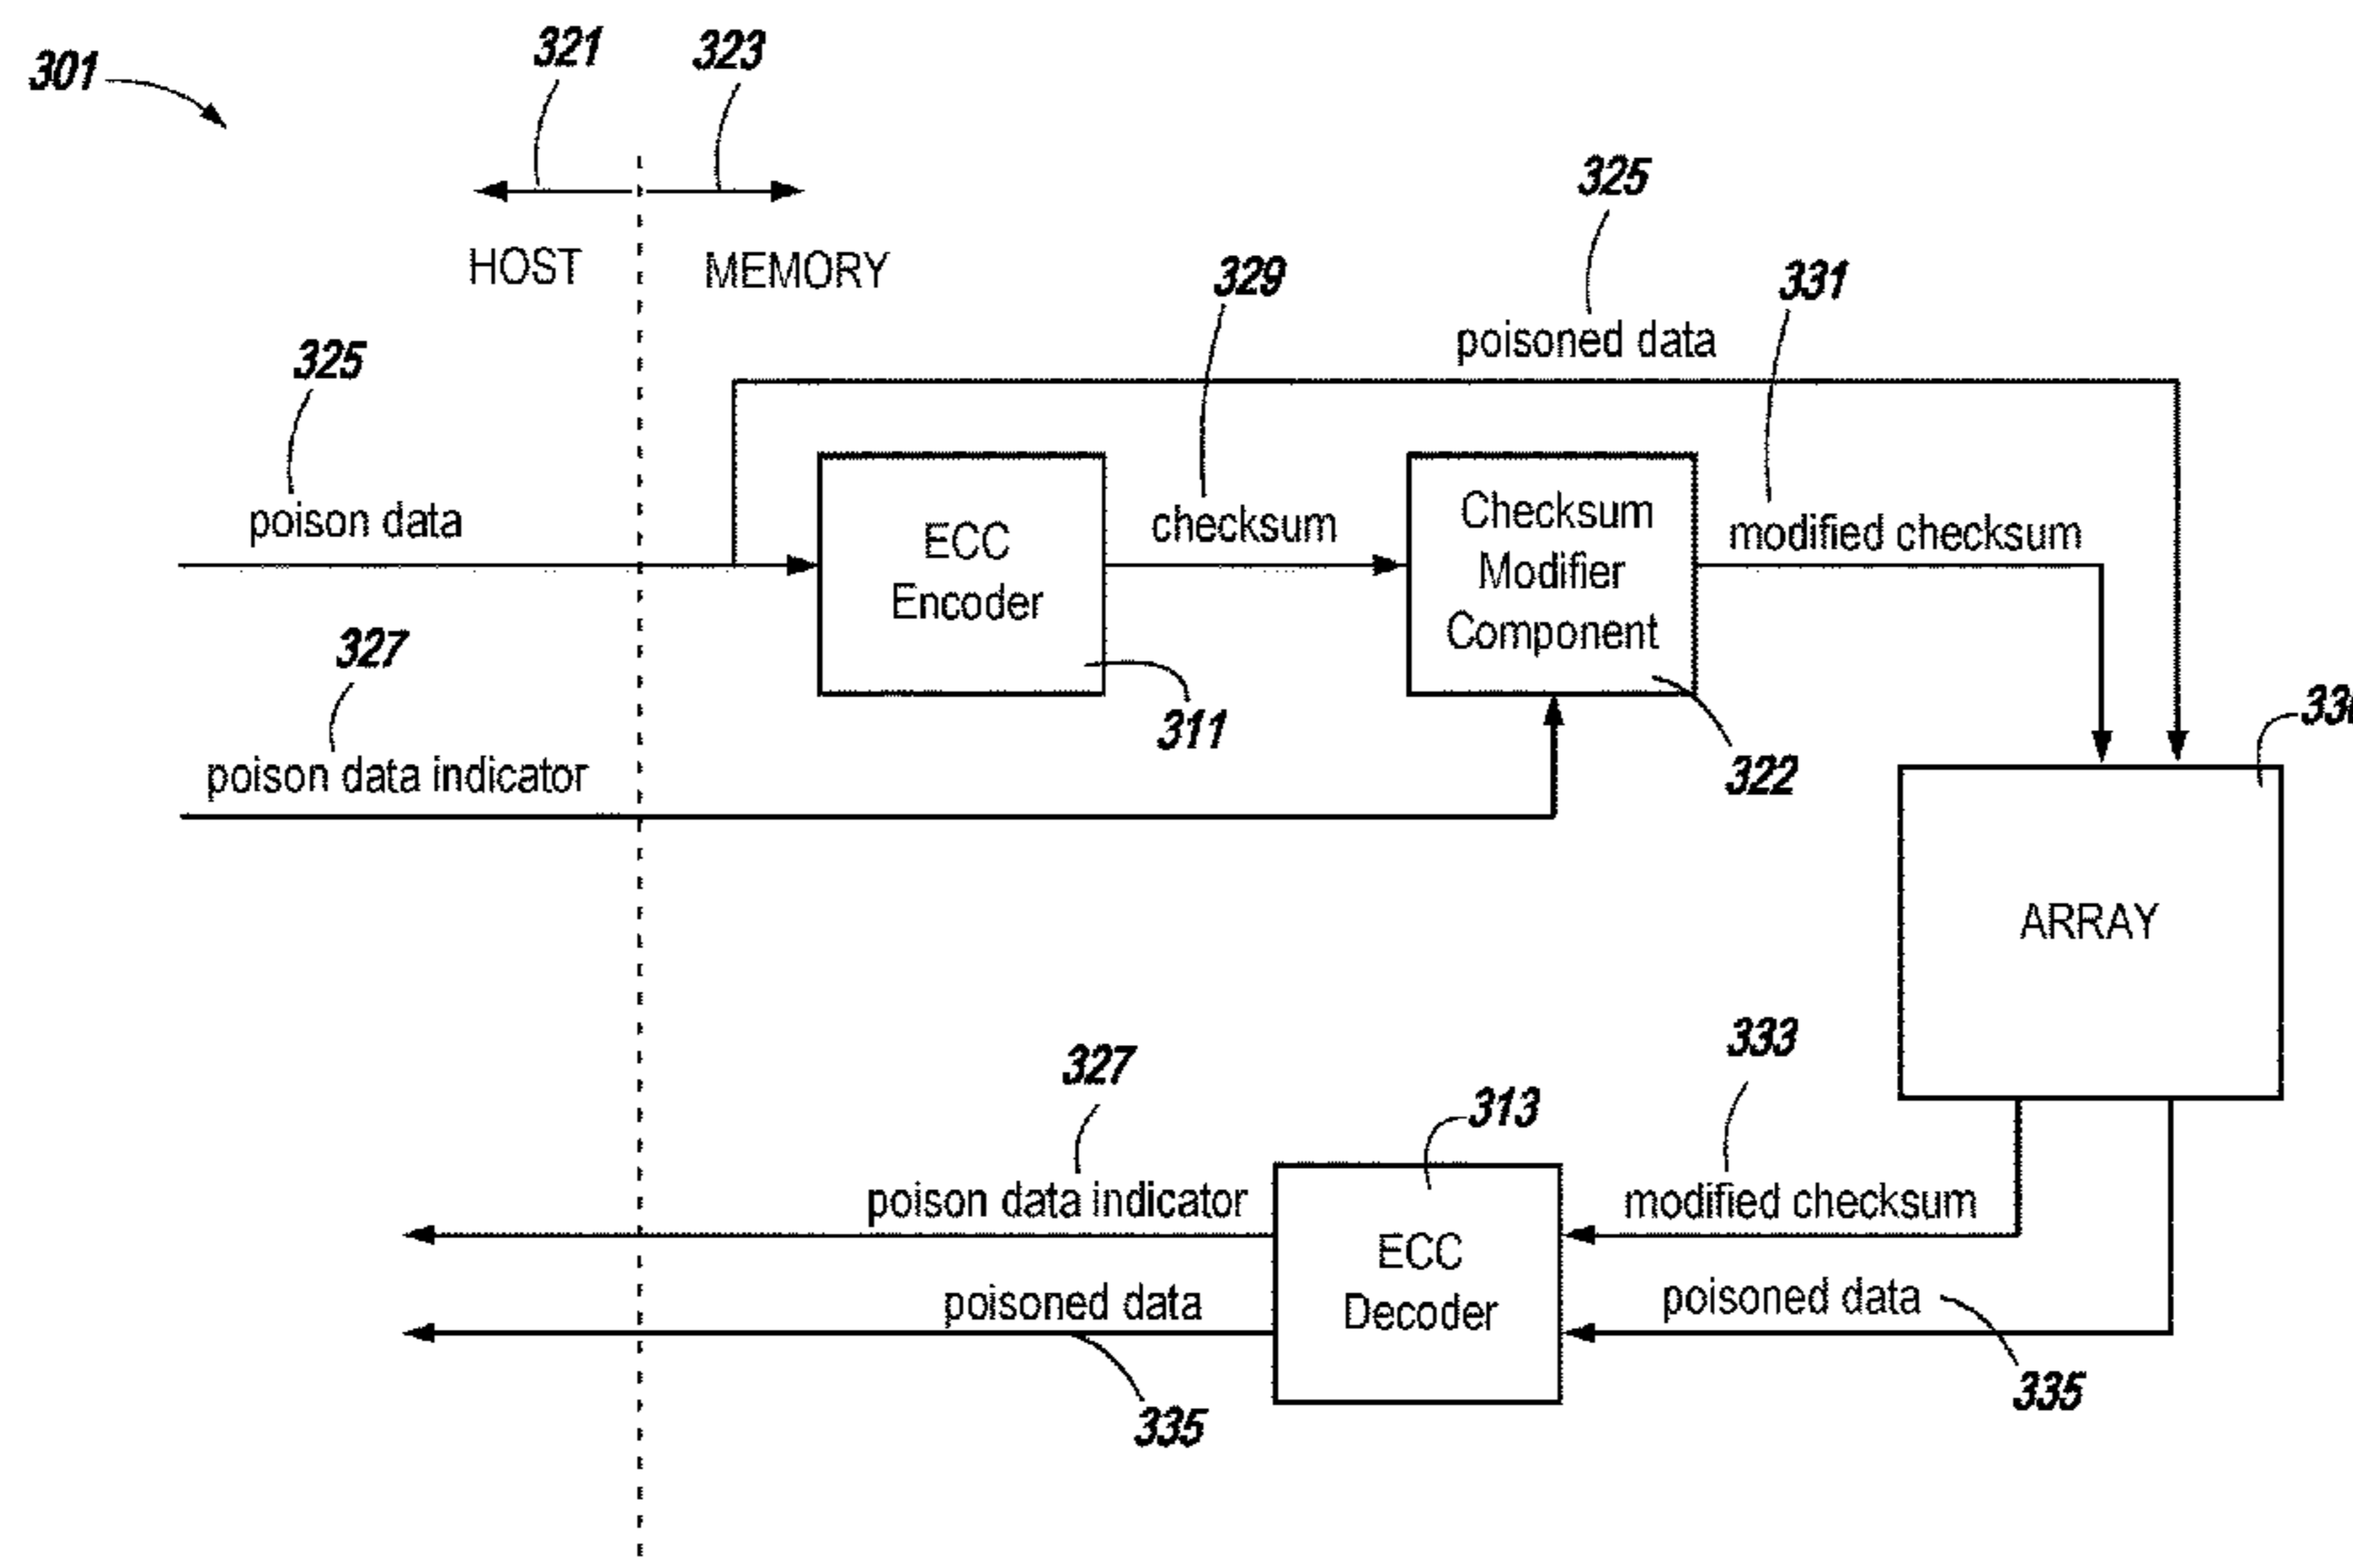 301
321
323
HOST
MEMORY
325
329
331
325
poisoned data
poison data
ECC
Encoder
checksum
Checksum
Modifier
Component
modified checksum
327
311
322
poison data indicator
ARRAY
327
313
333
poison data indicator
modified checksum
ECC
Decoder
poisoned data
poisoned data
335
335